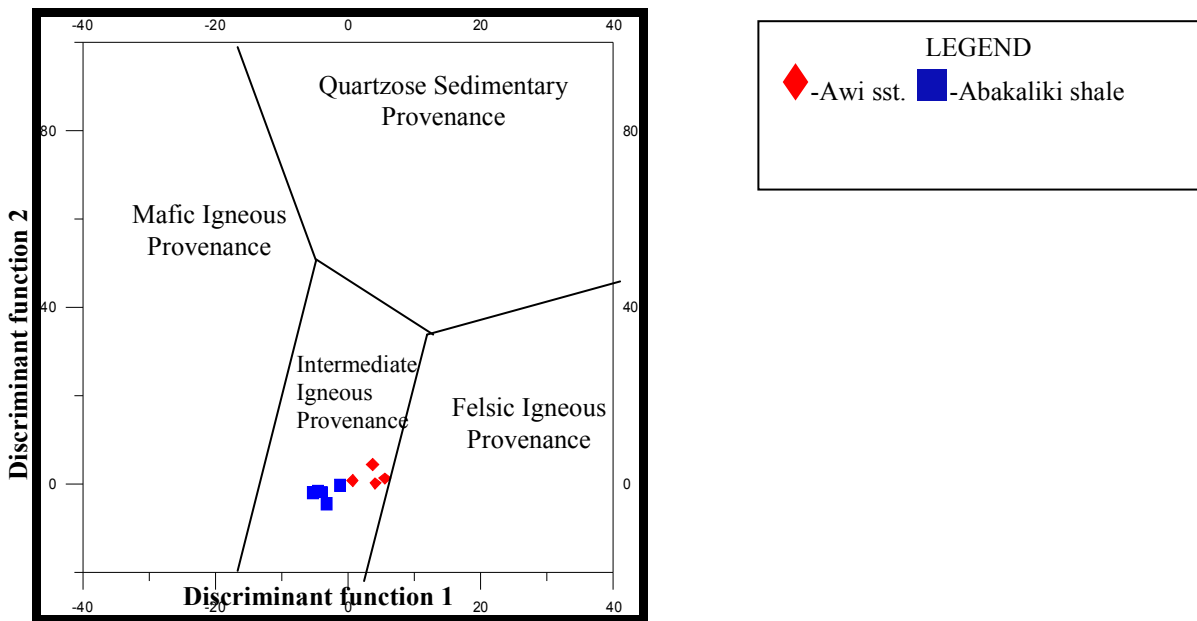 -40 -20 0 20 40
LEGEND
-Awi sst. -Abakaliki shale
Quartzose Sedimentary
Provenance
80 80
Mafic Igneous
Provenance
Discriminant function 2
40 40
Intermediate
Igneous
Provenance
Felsic Igneous
Provenance
0 0
Discriminant function 1
-40 -20 0 20 40